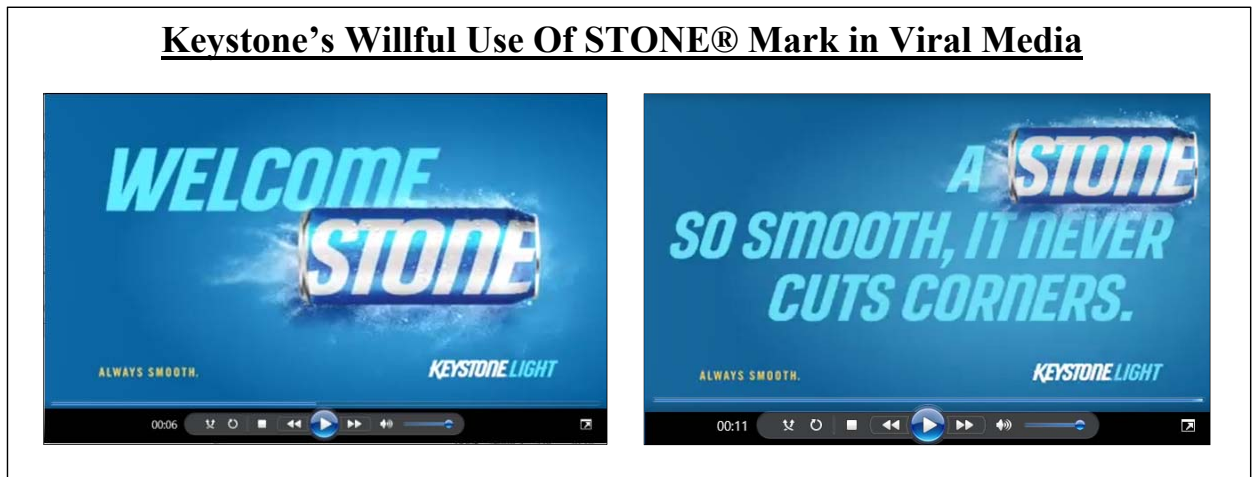 Keystone’s Willful Use Of STONE® Mark in Viral Media
WELCOME
STONE
ALWAYS SMOOTH.
KEYSTONE LIGHT
00:06
A STONE
SO SMOOTH, IT NEVER
CUTS CORNERS.
ALWAYS SMOOTH.
KEYSTONE LIGHT
00:11